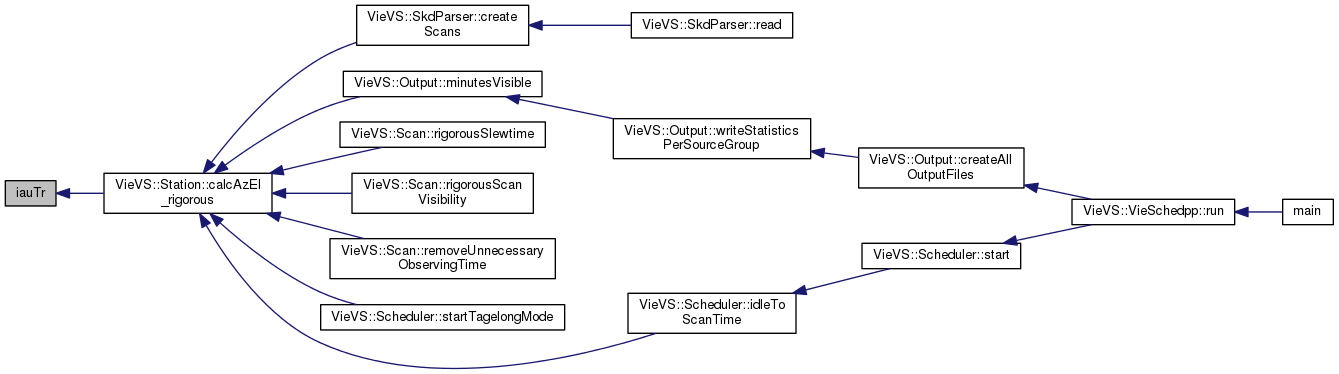 VieVS::SkdParser::create
Scans
VieVS::SkdParser::read
VieVS::Output::minutesVisible
VieVS::Output::writeStatistics
PerSourceGroup
VieVS::Scan::rigorousSlewtime
VieVS::Output::createAll
OutputFiles
iauTr
VieVS::Station::calcAzEl
_rigorous
VieVS::Scan::rigorousScan
Visibility
VieVS::VieSchedpp::run
main
VieVS::Scan::removeUnnecessary
ObservingTime
VieVS::Scheduler::start
VieVS::Scheduler::startTagelongMode
VieVS::Scheduler::idleTo
ScanTime